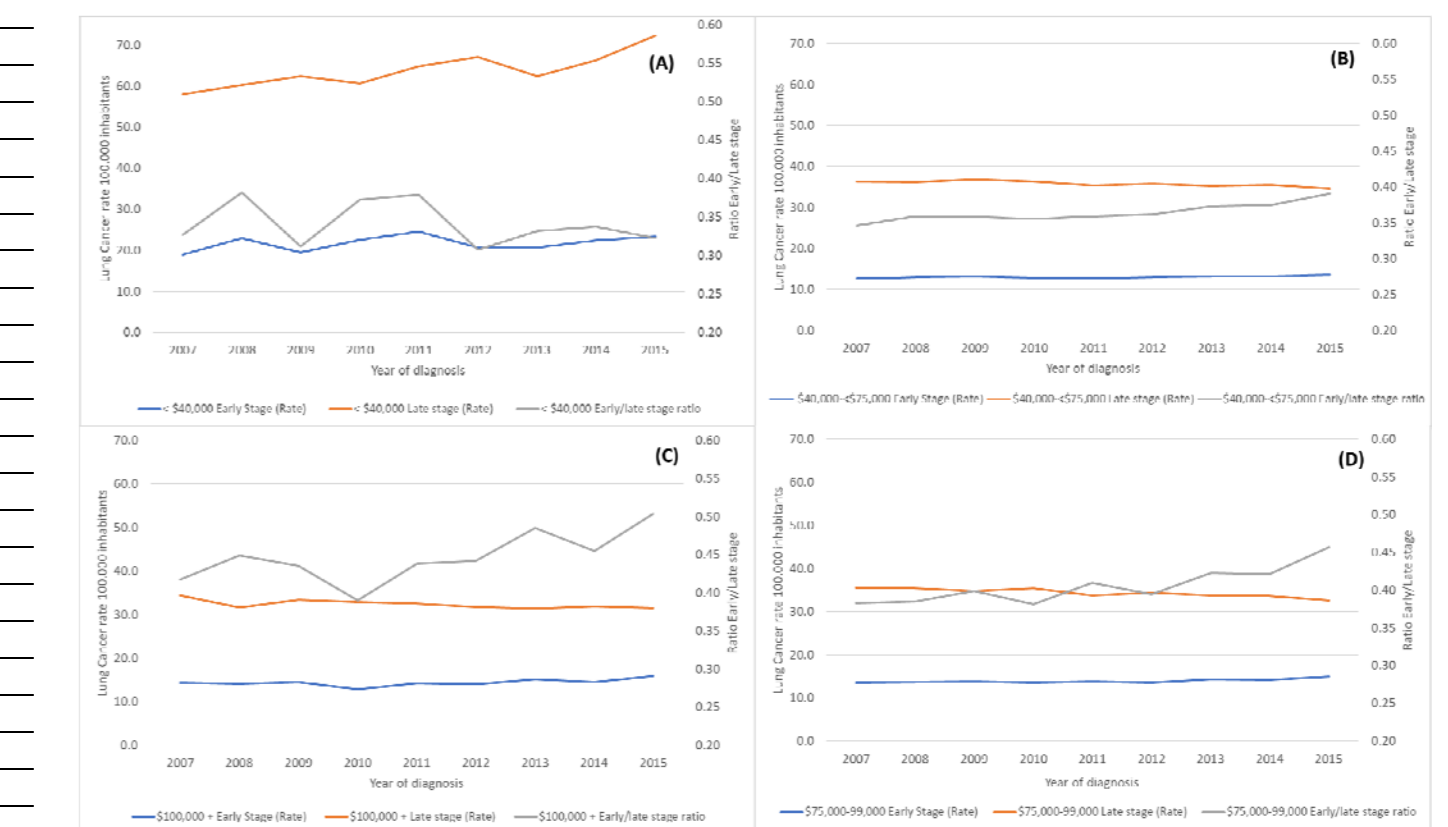 0.60
70.0
(A)
0.55
60.0
0.50
50.0
0.45
40.0
0.40
30.0
0.35
20.0
0.30
10.0
0.25
0.0
0.20
Lung Cancer rate 100.000 inhabitants
Ratio Early/Late stage
2007 2008 2009 2010 2011 2012 2013 2014 2015
Year of diagnosis
< $40,000 Early Stage (Rate) < $40,000 Late stage (Rate) < $40,000 Early/late stage ratio
70.0
0.60
(B)
60.0
0.55
50.0
0.50
0.45
40.0
0.40
30.0
0.35
20.0
0.30
10.0
0.25
0.0
0.20
Lung Cancer rate 100.000 inhabitants
Ratio Early/Late stage
2007 2008 2009 2010 2011 2012 2013 2014 2015
Year of diagnosis
$40,000-<$75,000 Early Stage (Rate) $40,000-<$75,000 Late stage (Rate) $40,000-<$75,000 Early/late stage ratio
70.0
0.60
(C)
60.0
0.55
50.0
0.50
0.45
40.0
0.40
30.0
0.35
20.0
0.30
10.0
0.25
0.0
0.20
Lung Cancer rate 100.000 inhabitants
Ratio Early/Late stage
2007 2008 2009 2010 2011 2012 2013 2014 2015
Year of diagnosis
$100,000 + Early Stage (Rate) $100,000 + Late stage (Rate) $100,000 + Early/late stage ratio
70.0
0.60
(D)
60.0
0.55
50.0
0.50
0.45
40.0
0.40
30.0
0.35
20.0
0.30
10.0
0.25
0.0
0.20
Lung Cancer rate 100.000 inhabitants
Ratio Early/Late stage
2007 2008 2009 2010 2011 2012 2013 2014 2015
Year of diagnosis
$75,000-99,000 Early Stage (Rate) $75,000-99,000 Late stage (Rate) $75,000-99,000 Early/late stage ratio